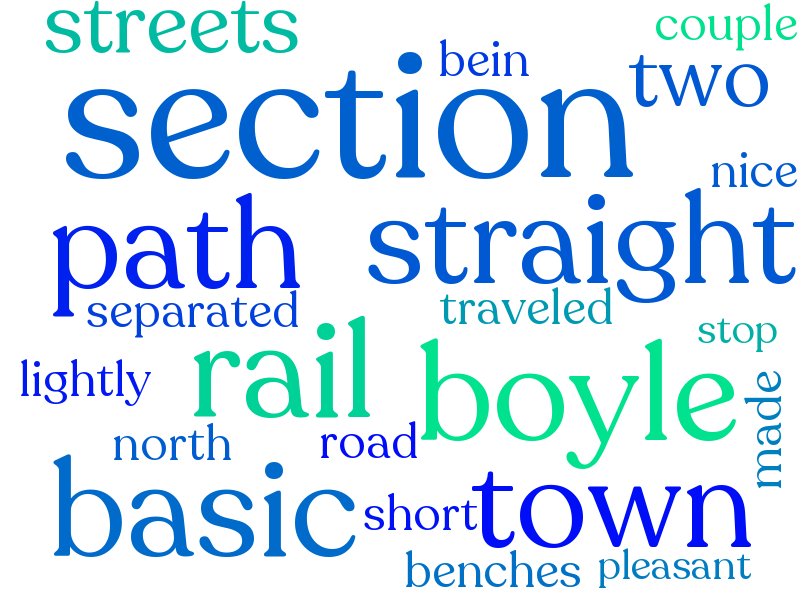 streets
couple
bein
two
section
nice
path
straight
separated
traveled
stop
rail
boyle
lightly
made
north
road
basic
short
town
benches
pleasant